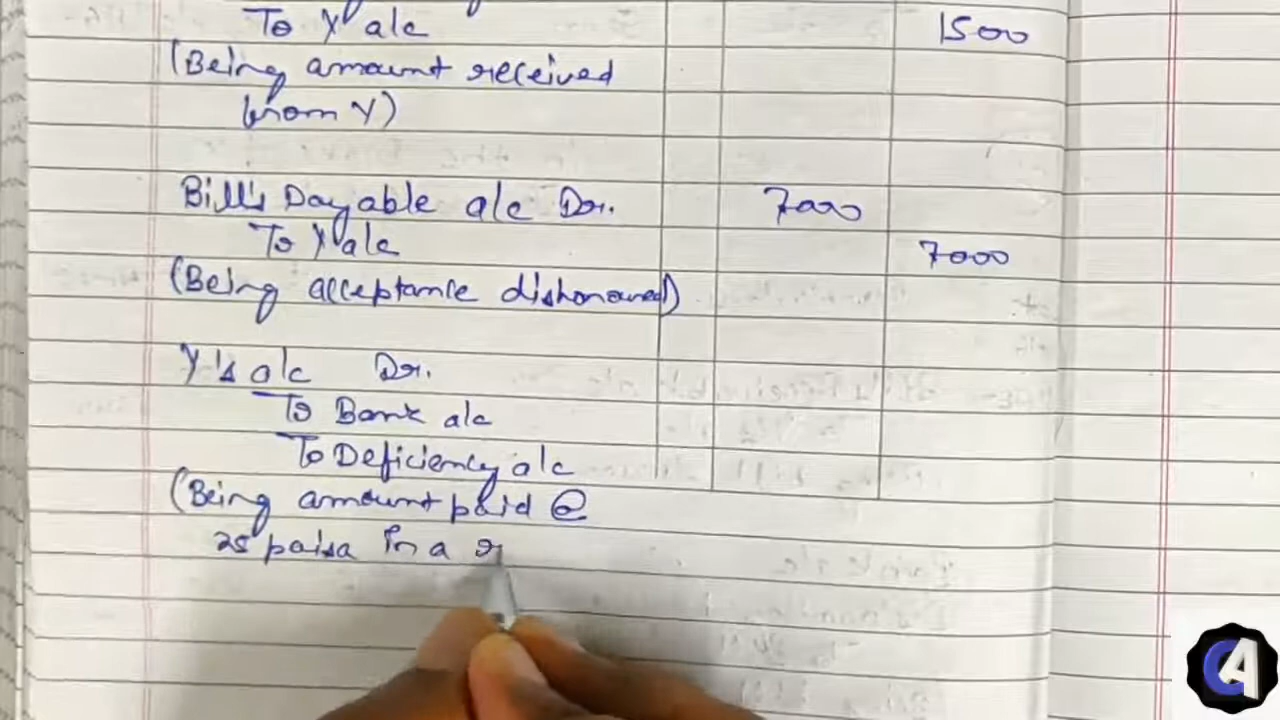 To Y a/c 1500
(Being amount received
from Y)
Bill's Payable a/c Dr. 7000
To Y a/c 7000
(Being acceptance dishonoured)
Y's a/c Dr.
To Bank a/c
To Deficiency a/c
(Being amount paid @
25 paisa in a r
CA